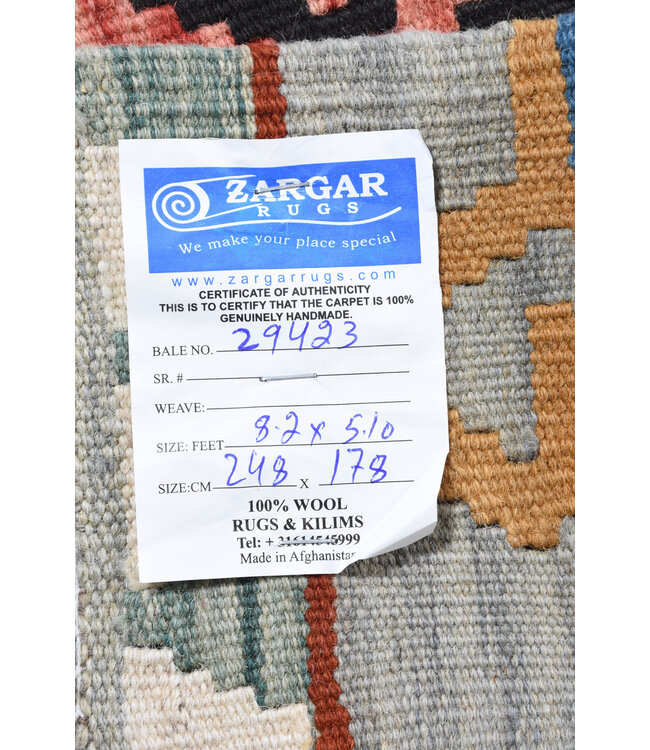 ZARGAR
RUGS
We make your place special
www.zargarrugs.com
CERTIFICATE OF AUTHENTICITY
THIS IS TO CERTIFY THAT THE CARPET IS 100%
GENUINELY HANDMADE.
BALE NO. 29423
SR. #
WEAVE:
SIZE: FEET 8.2 x 5.10
SIZE:CM 248 X 178
100% WOOL
RUGS & KILIMS
Tel: + 31614545999
Made in Afghanistan